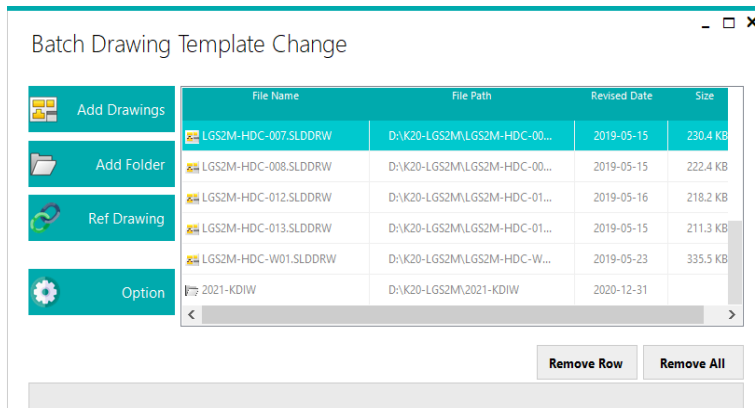 Batch Drawing Template Change
Add Drawings
Add Folder
Ref Drawing
Option
File Name File Path Revised Date Size
LGS2M-HDC-007.SLDDRW D:\K20-LGS2M\LGS2M-HDC-00... 2019-05-15 230.4 KB
LGS2M-HDC-008.SLDDRW D:\K20-LGS2M\LGS2M-HDC-00... 2019-05-15 222.4 KB
LGS2M-HDC-012.SLDDRW D:\K20-LGS2M\LGS2M-HDC-01... 2019-05-16 218.2 KB
LGS2M-HDC-013.SLDDRW D:\K20-LGS2M\LGS2M-HDC-01... 2019-05-15 211.3 KB
LGS2M-HDC-W01.SLDDRW D:\K20-LGS2M\LGS2M-HDC-W... 2019-05-23 335.5 KB
2021-KDIW D:\K20-LGS2M\2021-KDIW 2020-12-31
Remove Row Remove All